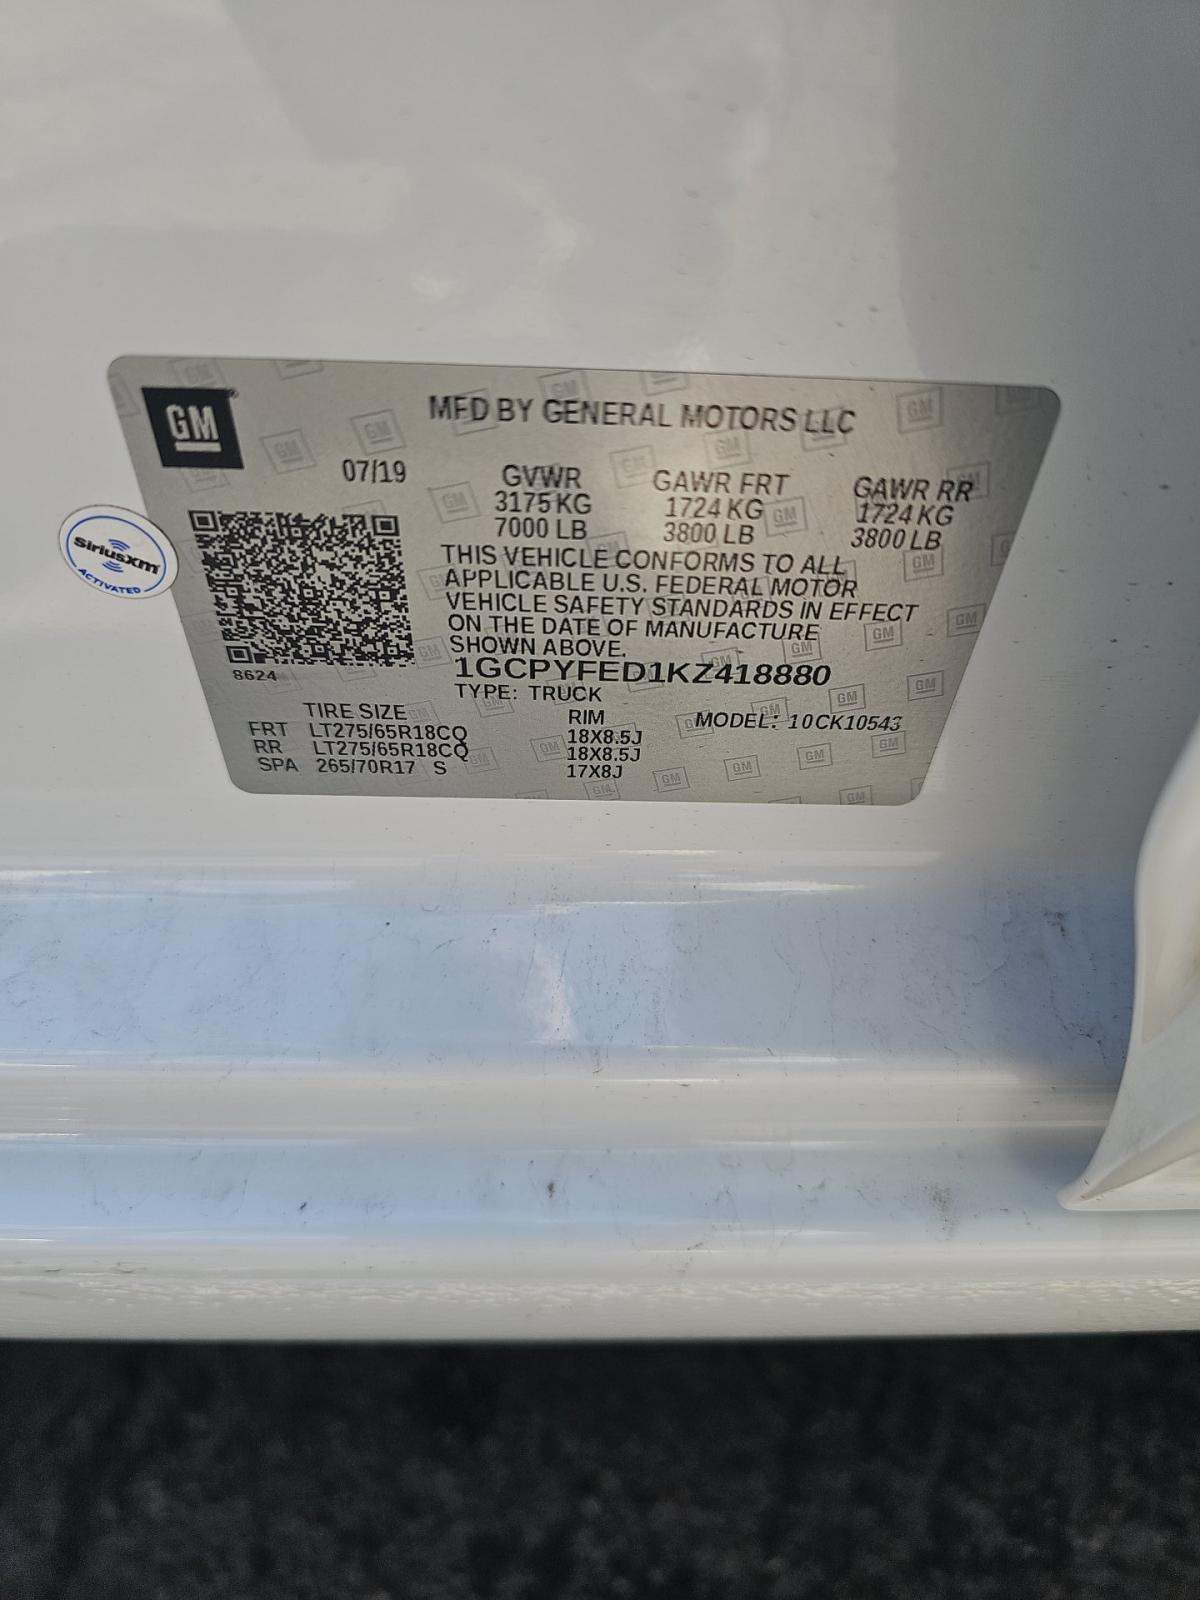 GM
MFD BY GENERAL MOTORS LLC
07/19
GVWR GAWR FRT GAWR RR
3175 KG 1724 KG 1724 KG
7000 LB 3800 LB 3800 LB
THIS VEHICLE CONFORMS TO ALL
APPLICABLE U.S. FEDERAL MOTOR
VEHICLE SAFETY STANDARDS IN EFFECT
ON THE DATE OF MANUFACTURE
SHOWN ABOVE.
SiriusXm
ACTIVATED
8624
1GCPYFED1KZ418880
TYPE: TRUCK
TIRE SIZE RIM MODEL: 10CK10543
FRT LT275/65R18CQ 18X8.5J
RR LT275/65R18CQ 18X8.5J
SPA 265/70R17 S 17X8J